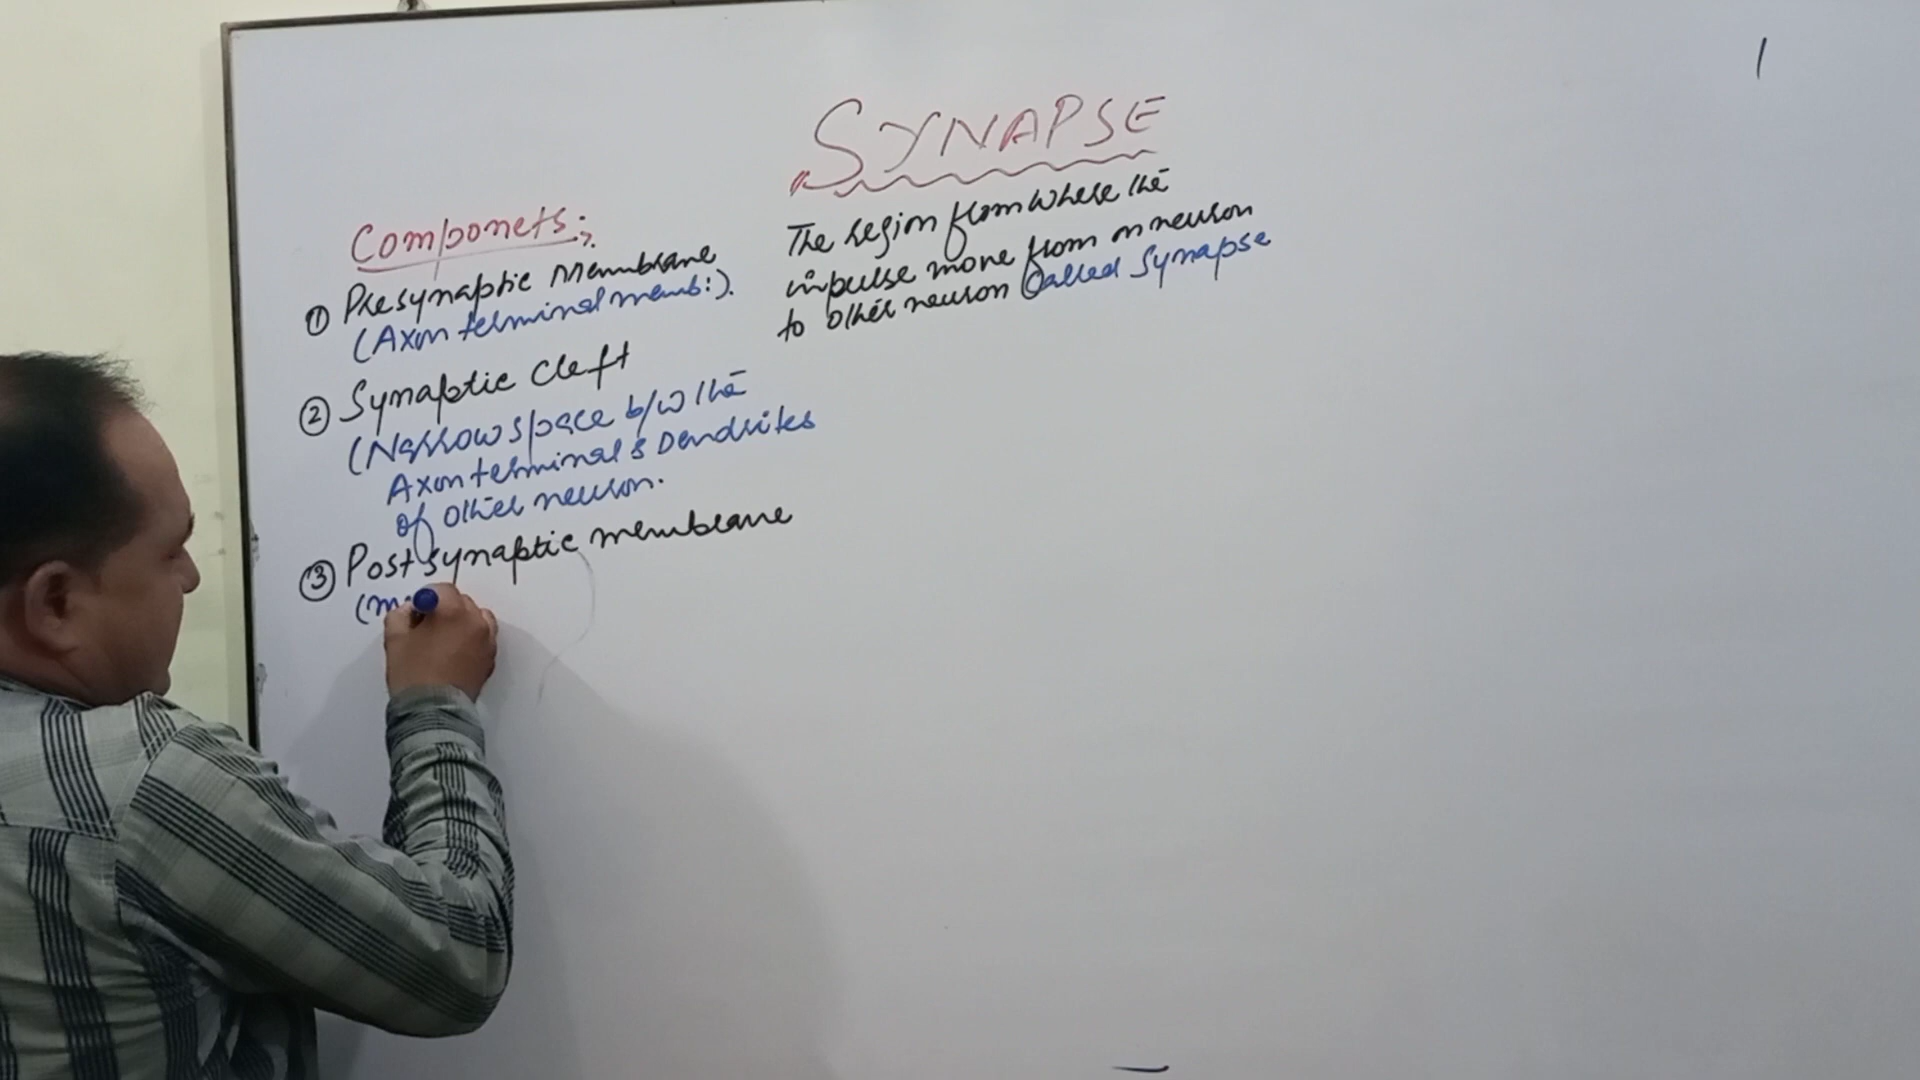 SYNAPSE
The region from where the
impulse move from on neuron
to other neuron Called Synapse
Componets:
① Presynaptic Membrane
(Axon terminal memb:).
② Synaptic Cleft
(Narrow space b/w the
Axon terminal & Dendrites
of other neuron.
③ Post synaptic membrane